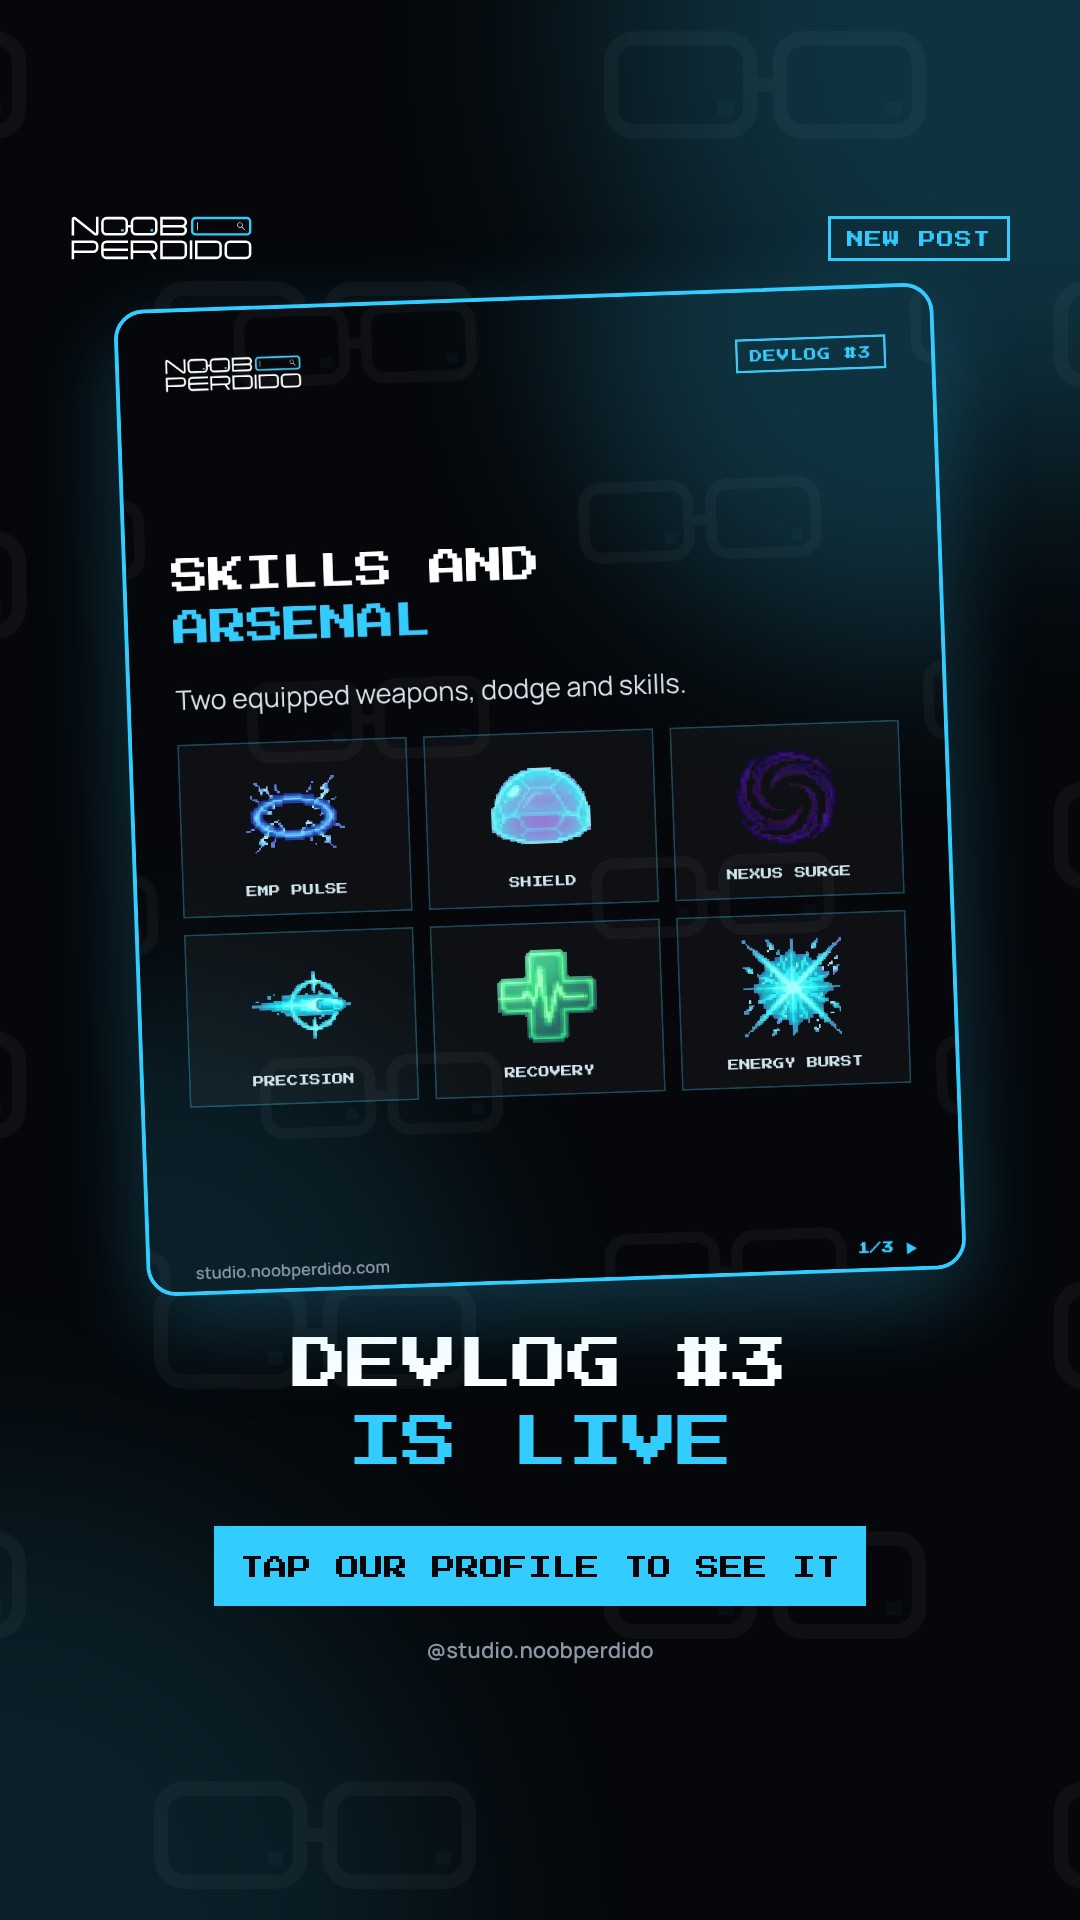 NOOB
PERDIDO
NEW POST
NOOB
PERDIDO
DEVLOG #3
SKILLS AND
ARSENAL
Two equipped weapons, dodge and skills.
EMP PULSE
SHIELD
NEXUS SURGE
PRECISION
RECOVERY
ENERGY BURST
studio.noobperdido.com
1/3
DEVLOG #3
IS LIVE
TAP OUR PROFILE TO SEE IT
@studio.noobperdido